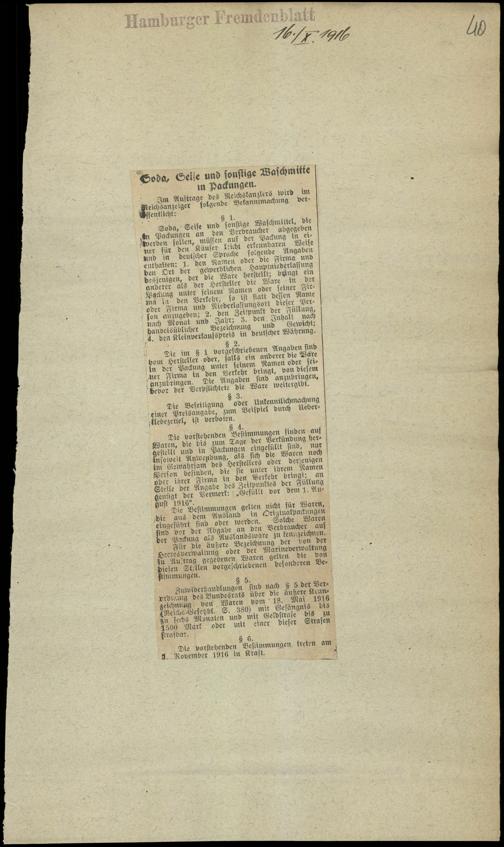 Hamburger Fremdenblatt
16./X. 1916
40
Soda, Seife und sonstige Waschmitte
in Packungen.
Im Auftrage des Reichskanzlers wird im
Reichsanzeiger folgende Bekanntmachung ver-
öffentlicht:
§ 1.
Soda, Seife und sonstige Waschmittel, die
in Packungen an den Verbraucher abgegeben
werden sollen, müssen auf der Packung in ei-
ner für den Käufer leicht erkennbaren Weise
und in deutscher Sprache folgende Angaben
enthalten: 1. den Namen oder die Firma und
den Ort der gewerblichen Hauptniederlassung
desjenigen, der die Ware herstellt; bringt ein
anderer als der Hersteller die Ware in der
Packung unter seinem Namen oder seiner Fir-
ma in den Verkehr, so ist statt dessen Name
oder Firma und Niederlassungsort dieser Per-
son anzugeben; 2. den Zeitpunkt der Füllung,
nach Monat und Jahr; 3. den Inhalt nach
handelsüblicher Bezeichnung und Gewicht;
4. den Kleinverkaufspreis in deutscher Währung.
§ 2.
Die im § 1 vorgeschriebenen Angaben sind
vom Hersteller oder, falls ein anderer die Ware
in der Packung unter seinem Namen oder sei-
ner Firma in den Verkehr bringt, von diesem
anzubringen. Die Angaben sind anzubringen,
bevor der Verpflichtete die Ware weitergibt.
§ 3.
Die Beseitigung oder Unkenntlichmachung
einer Preisangabe, zum Beispiel durch Ueber-
klebezettel, ist verboten.
§ 4.
Die vorstehenden Bestimmungen finden auf
Waren, die bis zum Tage der Verkündung her-
gestellt und in Packungen eingefüllt sind, nur
insoweit Anwendung, als sich die Waren noch
im Gewahrsam des Herstellers oder derjenigen
Person befinden, die sie unter ihrem Namen
oder ihrer Firma in den Verkehr bringt; an
Stelle der Angabe des Zeitpunktes der Füllung
genügt der Vermerk: „Gefüllt vor dem 1. Au-
gust 1916".
Die Bestimmungen gelten nicht für Waren,
die aus dem Ausland in Originalpackungen
eingeführt sind oder werden. Solche Waren
sind vor der Abgabe an den Verbraucher auf
der Packung als Auslandsware zu kennzeichnen.
Für die äußere Bezeichnung der von der
Heeresverwaltung oder der Marineverwaltung
in Auftrag gegebenen Waren gelten die von
diesen Stellen vorgeschriebenen besonderen Be-
stimmungen.
§ 5.
Zuwiderhandlungen sind nach § 5 der Ver-
ordnung des Bundesrats über die äußere Kenn-
zeichnung von Waren vom 18. Mai 1916
(Reichs-Gesetzbl. S. 380) mit Gefängnis bis
zu sechs Monaten und mit Geldstrafe bis zu
1500 Mark oder mit einer dieser Strafen
strafbar.
§ 6.
Die vorstehenden Bestimmungen treten am
1. November 1916 in Kraft.